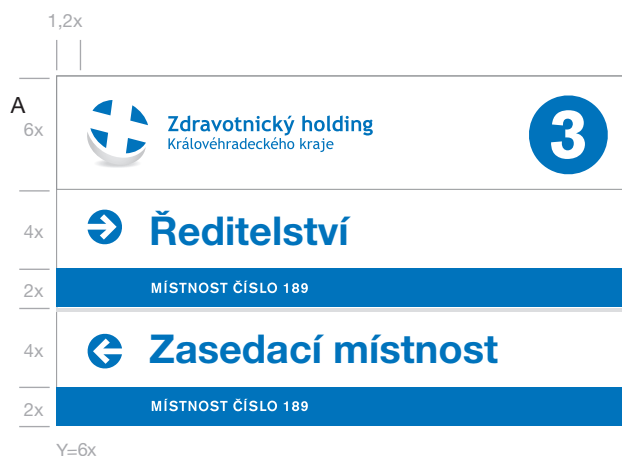 1,2x
A
6x
Zdravotnický holding
Královéhradeckého kraje
3
4x
Ředitelství
2x
MÍSTNOST ČÍSLO 189
4x
Zasedací místnost
2x
MÍSTNOST ČÍSLO 189
Y=6x